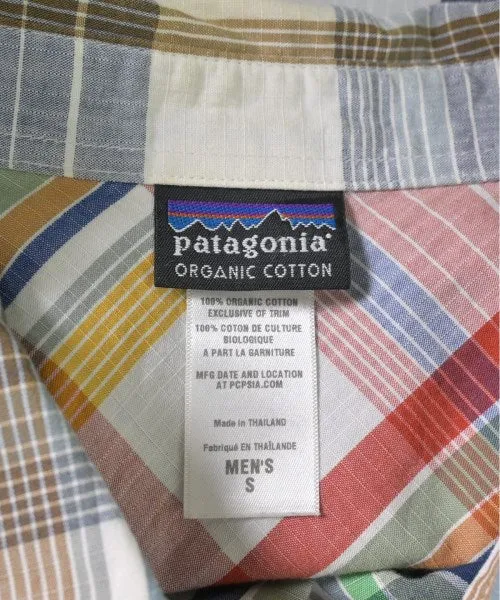 patagonia®
ORGANIC COTTON
100% ORGANIC COTTON
EXCLUSIVE OF TRIM
100% COTON DE CULTURE
BIOLOGIQUE
A PART LA GARNITURE
MFG DATE AND LOCATION
AT PCPSIA.COM
Made in THAILAND
Fabriqué EN THAÏLANDE
MEN'S
S